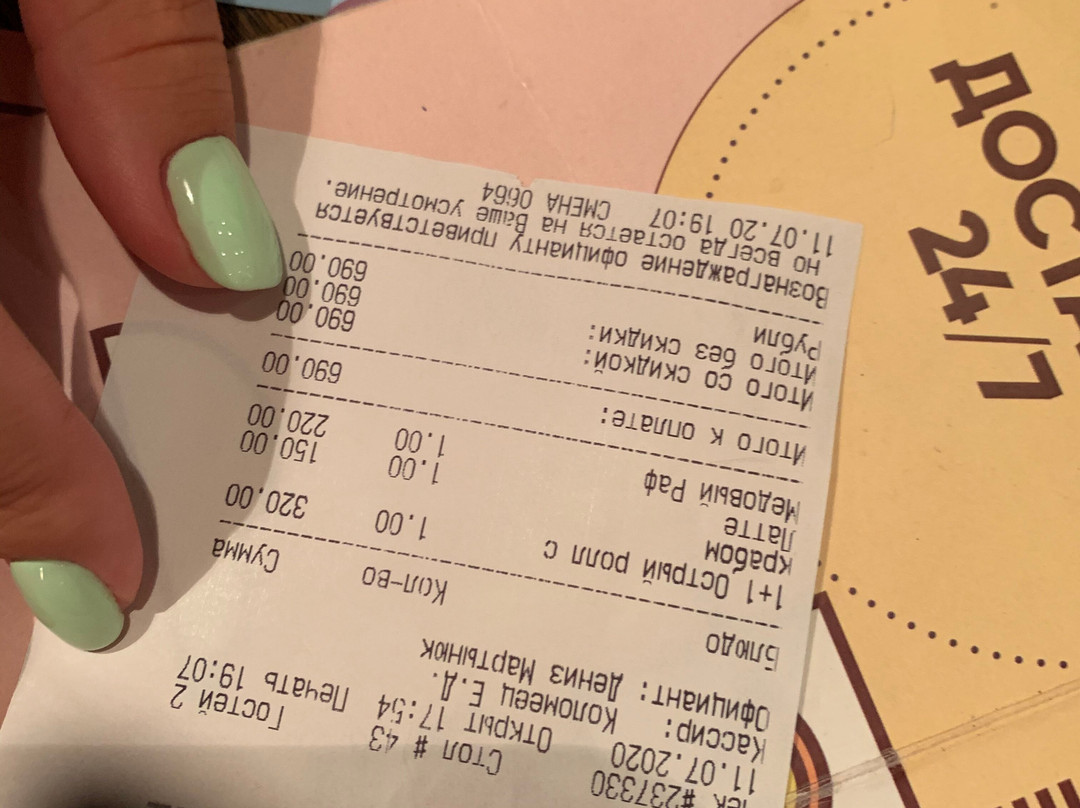 чек #237330
Стол # 43
Гостей 2
11.07.2020
Открыт 17:54
Печать 19:07
Кассир: Коломеец Е.Д.
Официант: Дениз Мартынюк
Блюдо Кол-во Сумма
1+1 Острый ролл с 1.00 320.00
крабом
Латте 1.00 150.00
Медовый Раф 1.00 220.00
Итого к оплате: 690.00
Итого со скидкой: 690.00
Итого без скидки: 690.00
Рубли 690.00
Вознаграждение официанту приветствуется
но всегда остается на Ваше усмотрение.
11.07.20 19:07 СМЕНА 0664
24/7